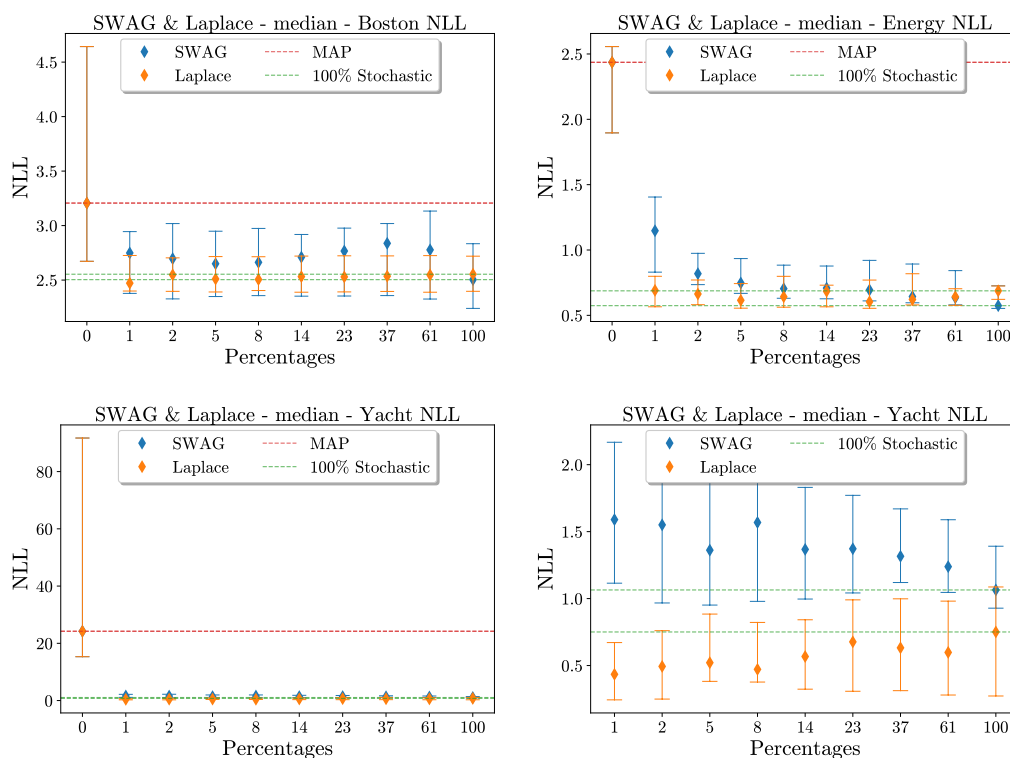 SWAG & Laplace - median - Boston NLL
SWAG MAP
Laplace 100% Stochastic
4.5
4.0
3.5
3.0
2.5
NLL
0 1 2 5 8 14 23 37 61 100
Percentages
SWAG & Laplace - median - Energy NLL
SWAG MAP
Laplace 100% Stochastic
2.5
2.0
1.5
1.0
0.5
NLL
0 1 2 5 8 14 23 37 61 100
Percentages
SWAG & Laplace - median - Yacht NLL
SWAG MAP
Laplace 100% Stochastic
80
60
40
20
0
NLL
0 1 2 5 8 14 23 37 61 100
Percentages
SWAG & Laplace - median - Yacht NLL
SWAG 100% Stochastic
Laplace
2.0
1.5
1.0
0.5
NLL
1 2 5 8 14 23 37 61 100
Percentages